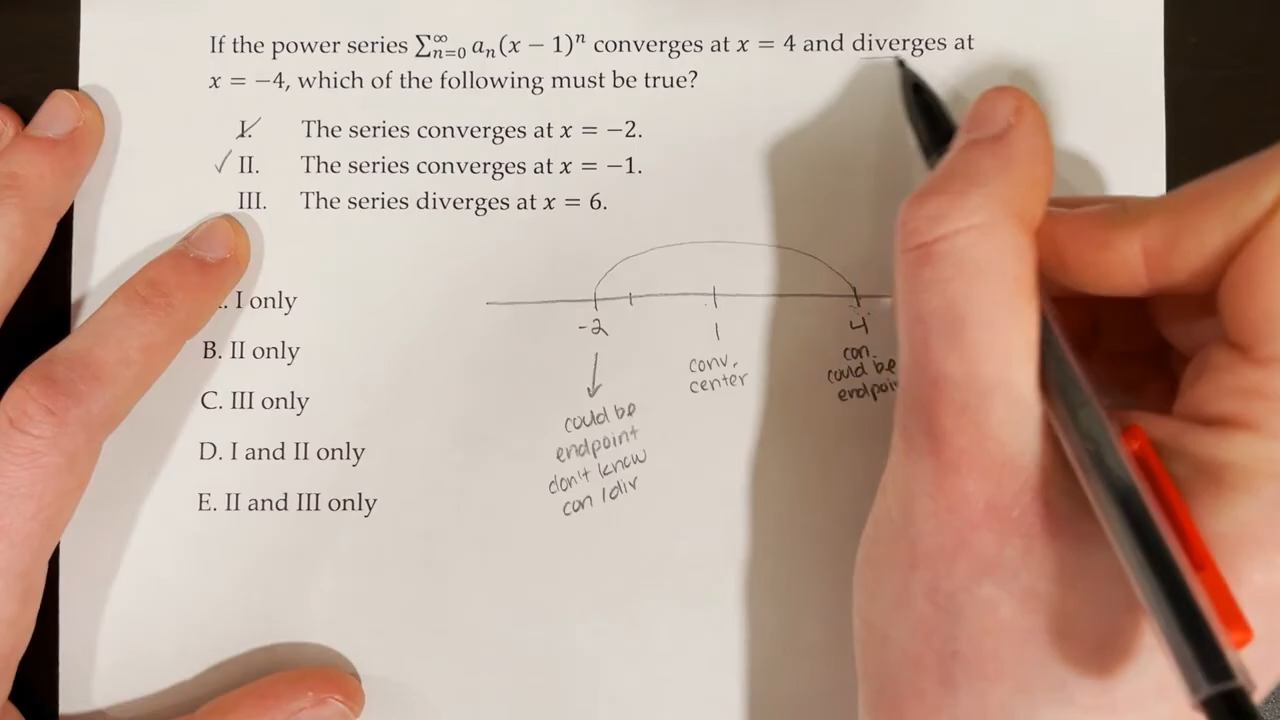 If the power series $\sum_{n=0}^{\infty} a_n(x-1)^n$ converges at $x = 4$ and diverges at
$x = -4$, which of the following must be true?
I. The series converges at $x = -2$.
✓ II. The series converges at $x = -1$.
III. The series diverges at $x = 6$.
I only
B. II only
C. III only
D. I and II only
E. II and III only
-2 1 4
conv.
center
con.
could be
could be
endpoint
don't know
con / div